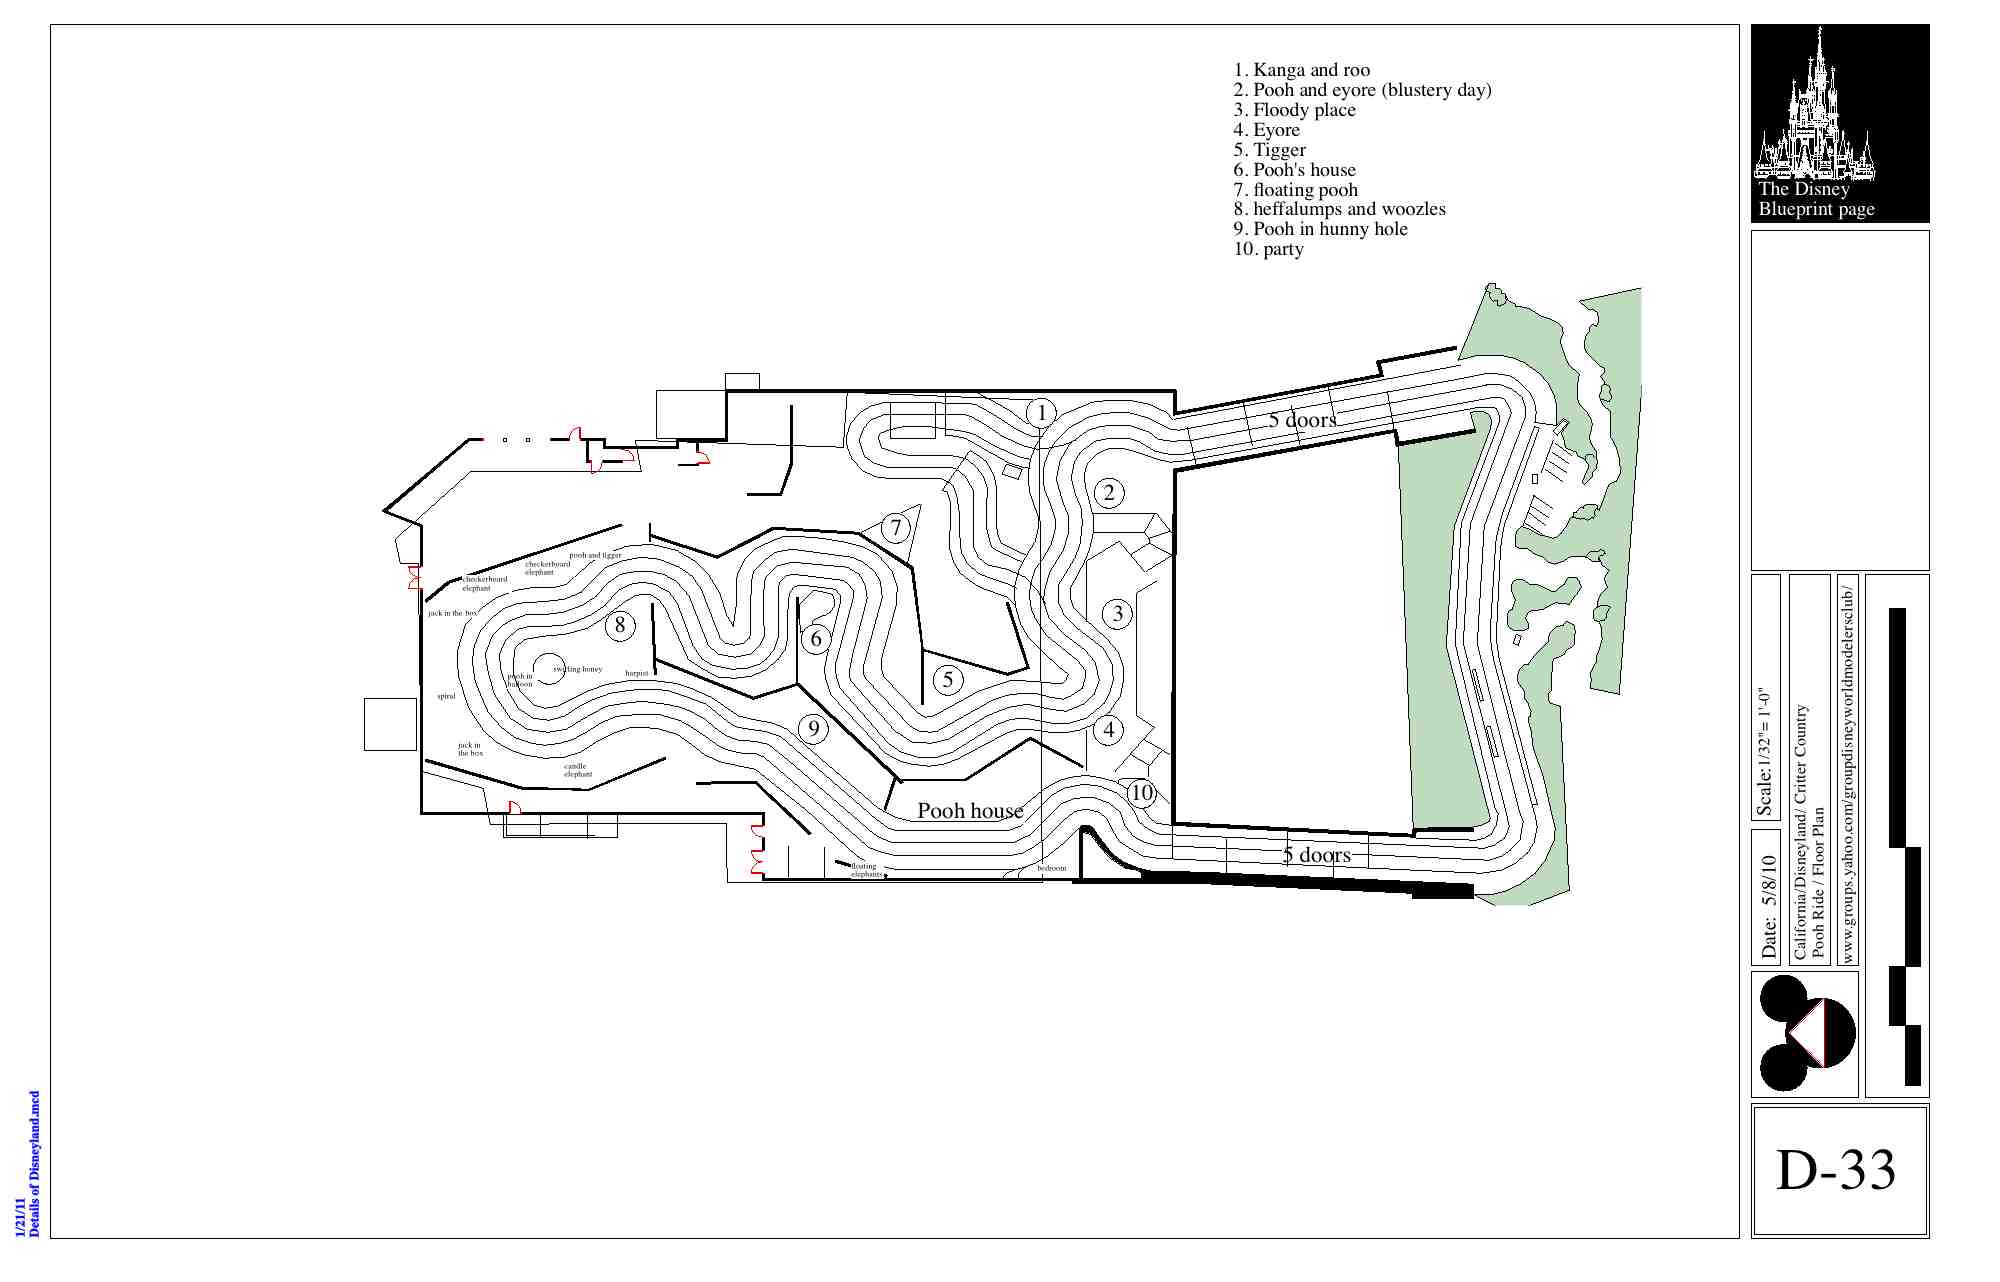 1. Kanga and roo
2. Pooh and eyore (blustery day)
3. Floody place
4. Eyore
5. Tigger
6. Pooh's house
7. floating pooh
8. heffalumps and woozles
9. Pooh in hunny hole
10. party
The Disney
Blueprint page
1
5 doors
2
7
pooh and tigger
checkerboard
elephant
checkerboard
elephant
jack in the box
3
8
6
swirling honey
pooh in
balloon
harpist
5
spiral
9
4
jack in
the box
candle
elephant
10
Pooh house
5 doors
floating
elephants
bedroom
Scale:1/32"= 1'-0"
Date: 5/8/10
California/Disneyland/ Critter Country
Pooh Ride / Floor Plan
www.groups.yahoo.com/groupdisneyworldmodelersclub/
D-33
1/21/11
Details of Disneyland.mcd